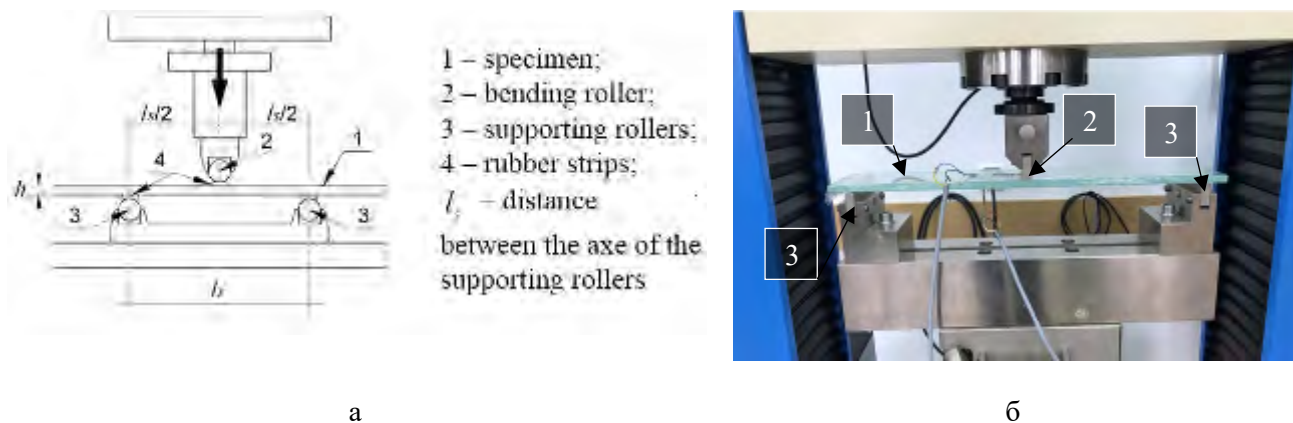 lₛ/2
lₛ/2
1
2
4
h
3
3
lₛ
1 – specimen;
2 – bending roller;
3 – supporting rollers;
4 – rubber strips;
lₛ – distance
between the axe of the
supporting rollers
1
2
3
3
а
б